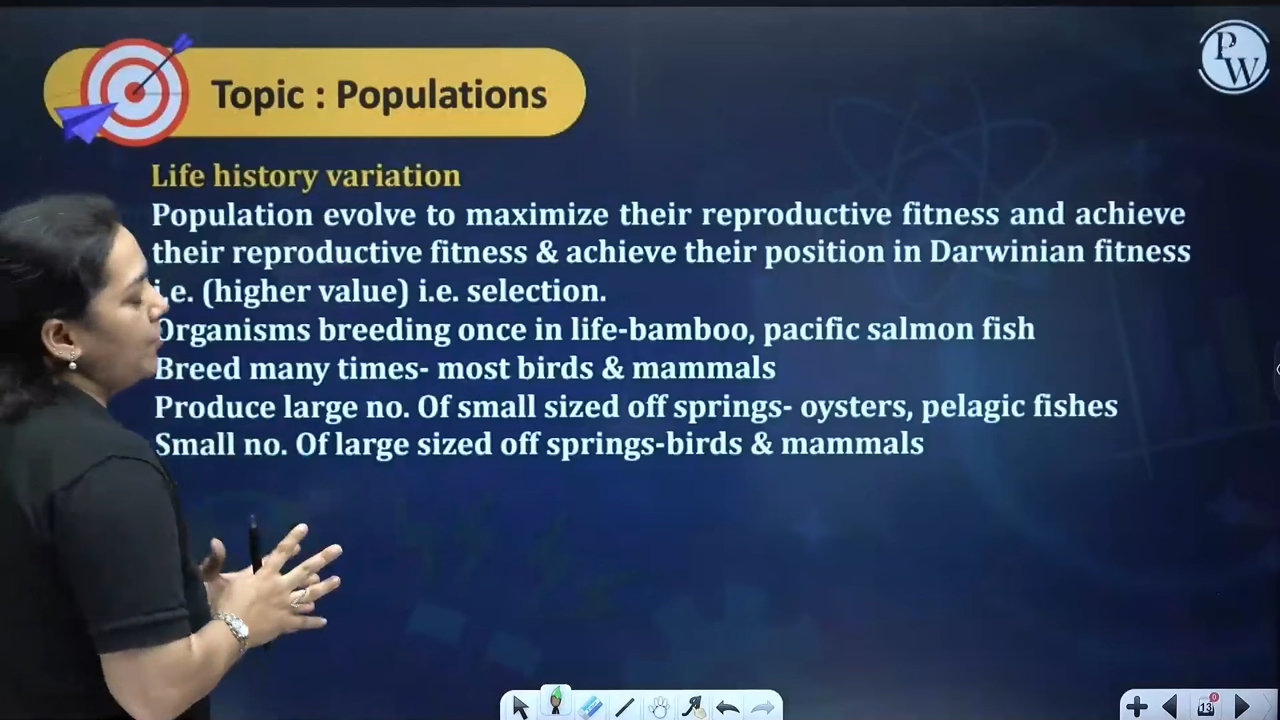 Topic : Populations
PW
Life history variation
Population evolve to maximize their reproductive fitness and achieve
their reproductive fitness & achieve their position in Darwinian fitness
i.e. (higher value) i.e. selection.
Organisms breeding once in life-bamboo, pacific salmon fish
Breed many times- most birds & mammals
Produce large no. Of small sized off springs- oysters, pelagic fishes
Small no. Of large sized off springs-birds & mammals
13